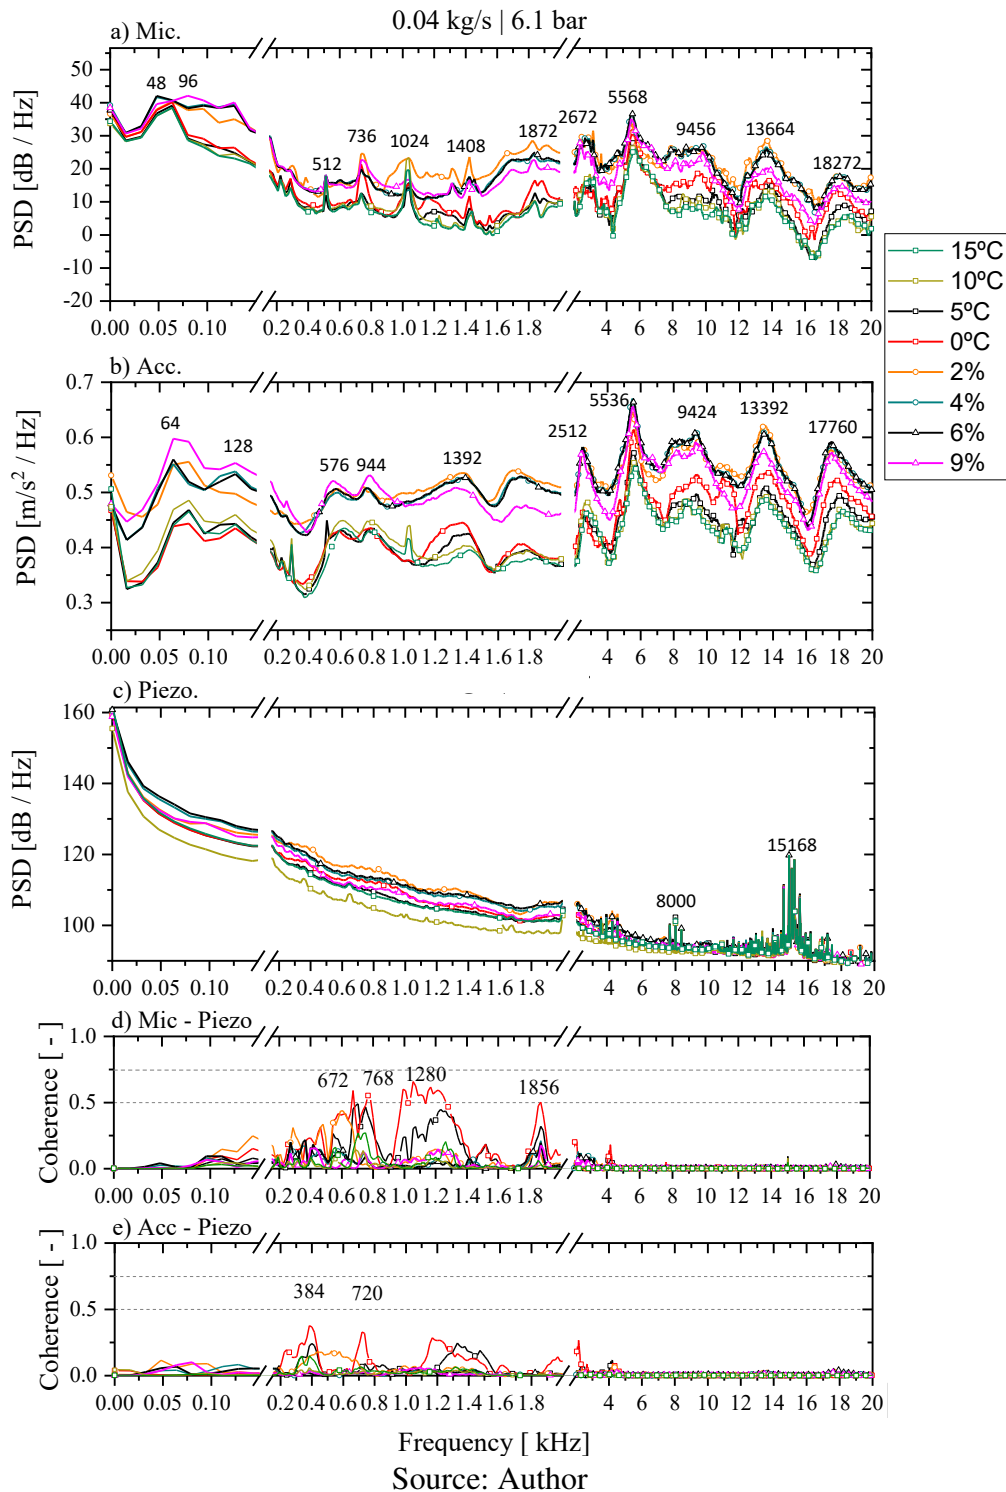 0.04 kg/s | 6.1 bar
a) Mic.
PSD [dB / Hz]
50
40
30
20
10
0
-10
-20
48 96
512
736
1024
1408
1872
2672
5568
9456
13664
18272
0.00 0.05 0.10 0.2 0.4 0.6 0.8 1.0 1.2 1.4 1.6 1.8 4 6 8 10 12 14 16 18 20
15ºC
10ºC
5ºC
0ºC
2%
4%
6%
9%
b) Acc.
PSD [m/s² / Hz]
0.7
0.6
0.5
0.4
0.3
64
128
576 944
1392
2512
5536
9424
13392
17760
0.00 0.05 0.10 0.2 0.4 0.6 0.8 1.0 1.2 1.4 1.6 1.8 4 6 8 10 12 14 16 18 20
c) Piezo.
PSD [dB / Hz]
160
140
120
100
8000
15168
0.00 0.05 0.10 0.2 0.4 0.6 0.8 1.0 1.2 1.4 1.6 1.8 4 6 8 10 12 14 16 18 20
d) Mic - Piezo
Coherence [ - ]
1.0
0.5
0.0
672 768 1280
1856
0.00 0.05 0.10 0.2 0.4 0.6 0.8 1.0 1.2 1.4 1.6 1.8 4 6 8 10 12 14 16 18 20
e) Acc - Piezo
Coherence [ - ]
1.0
0.5
0.0
384 720
0.00 0.05 0.10 0.2 0.4 0.6 0.8 1.0 1.2 1.4 1.6 1.8 4 6 8 10 12 14 16 18 20
Frequency [ kHz]
Source: Author